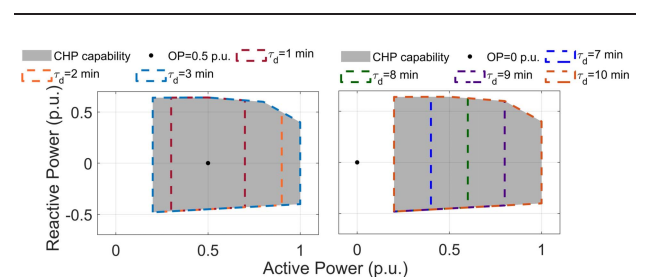 CHP capability OP=0.5 p.u. τd=1 min
τd=2 min τd=3 min
CHP capability OP=0 p.u. τd=7 min
τd=8 min τd=9 min τd=10 min
Reactive Power (p.u.)
0.5
0
-0.5
0 0.5 1
0 0.5 1
Active Power (p.u.)